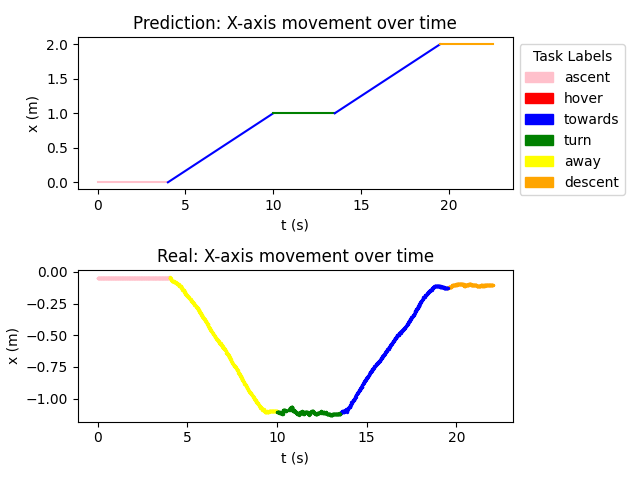 Prediction: X-axis movement over time
2.0
1.5
1.0
0.5
0.0
x (m)
0 5 10 15 20
t (s)
Task Labels
ascent
hover
towards
turn
away
descent
Real: X-axis movement over time
0.00
−0.25
−0.50
−0.75
−1.00
x (m)
0 5 10 15 20
t (s)